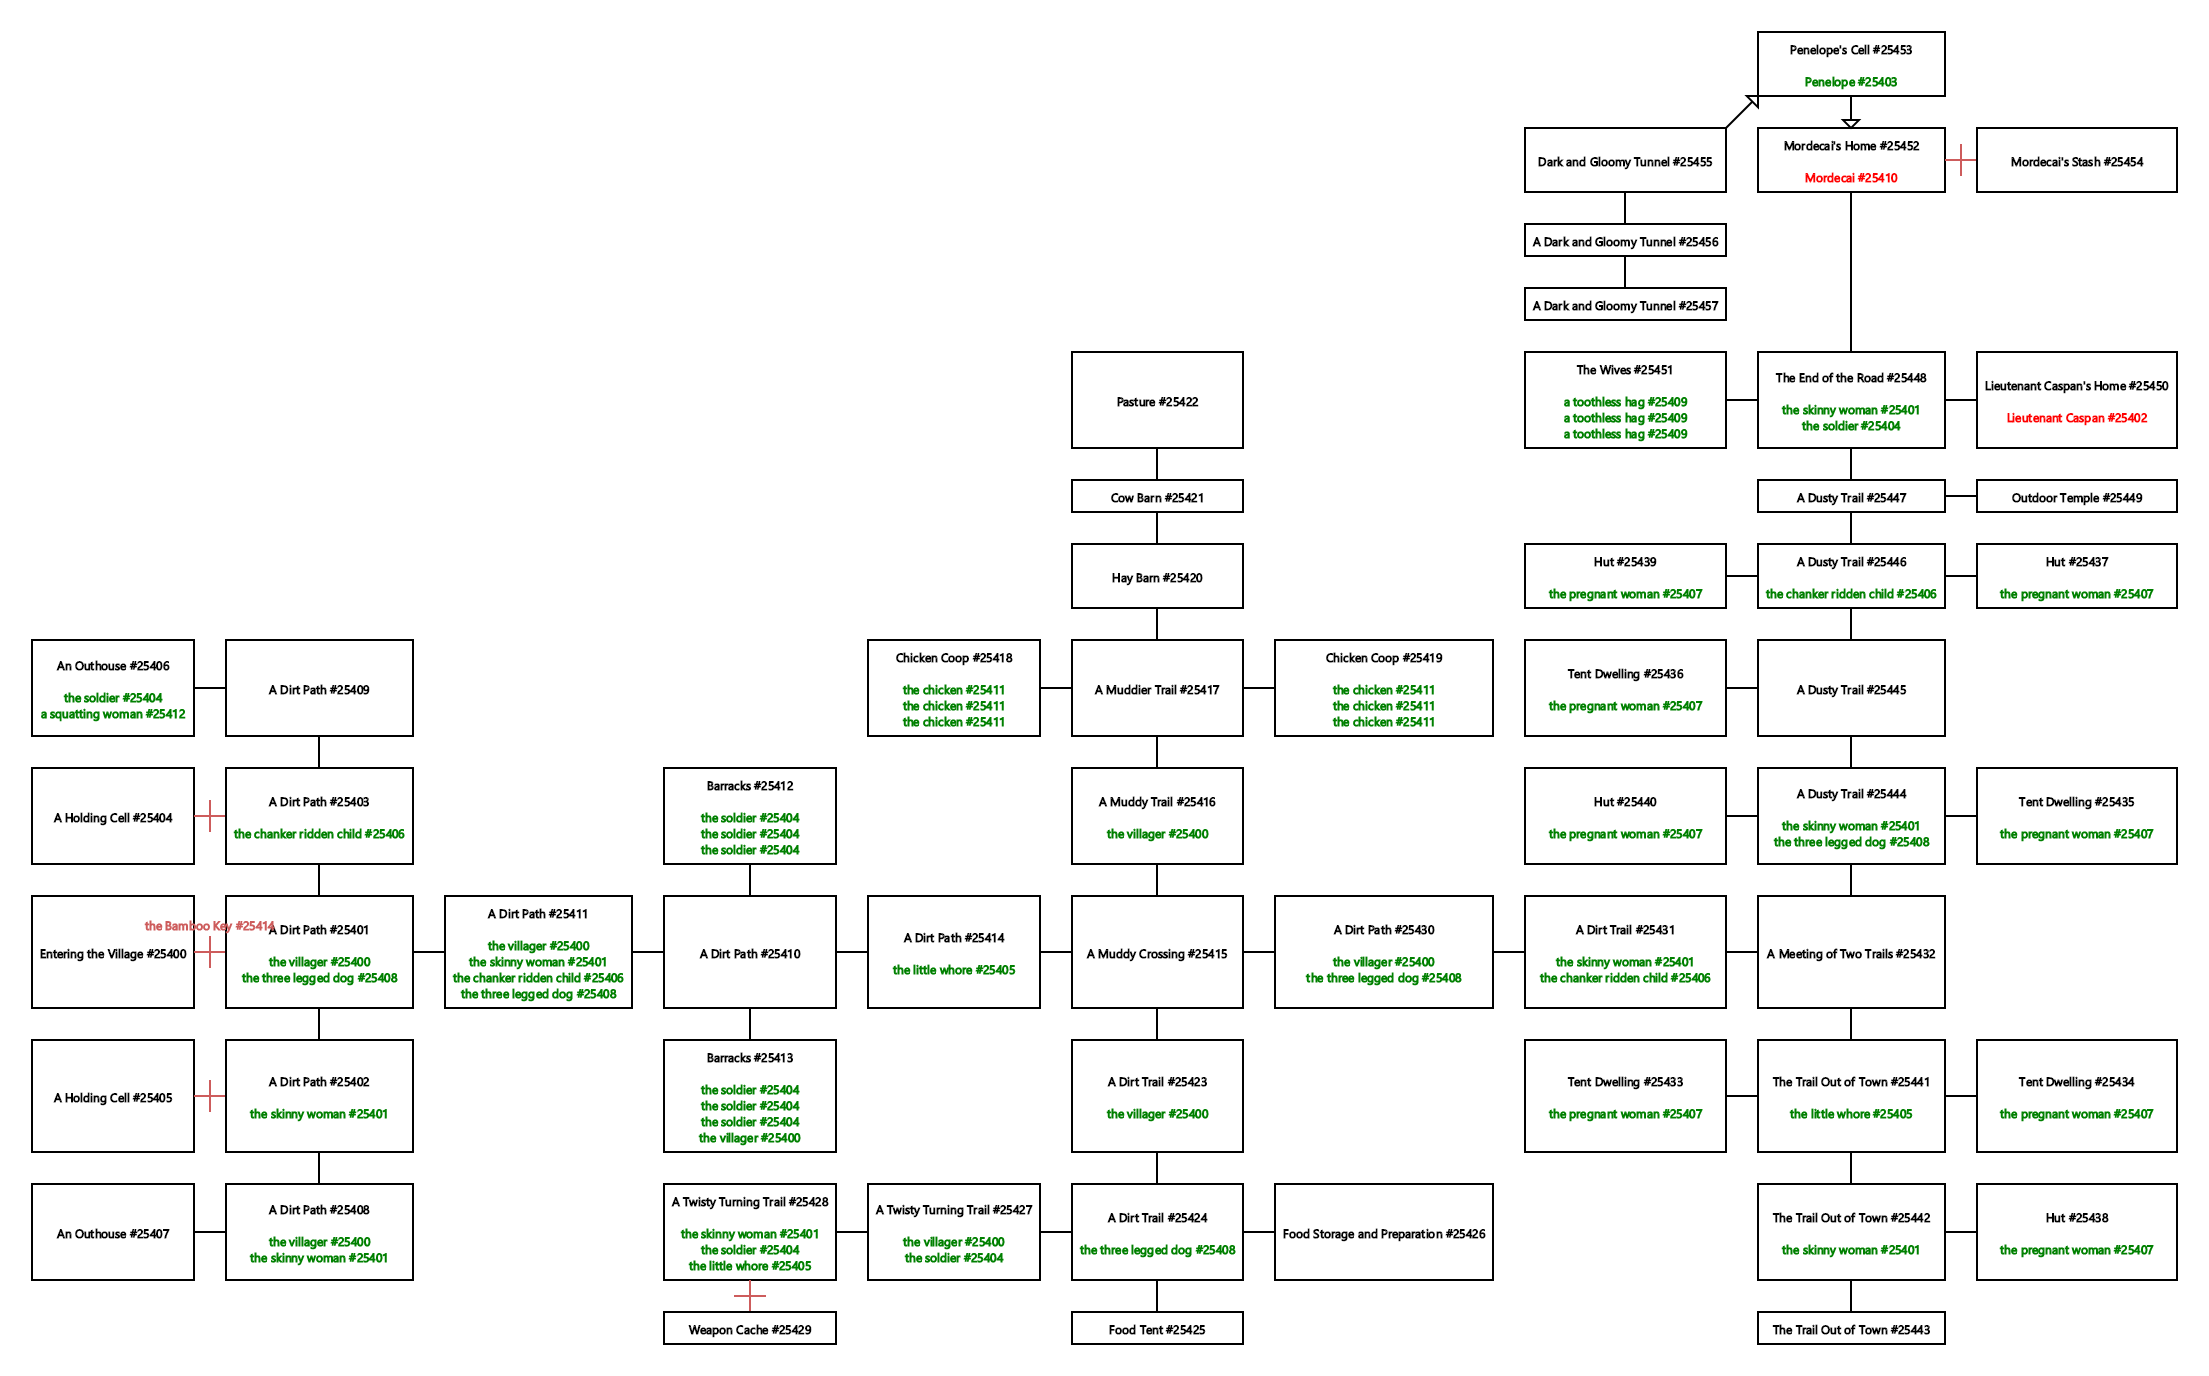 Penelope's Cell #25453
Penelope #25403
Dark and Gloomy Tunnel #25455
Mordecai's Home #25452
Mordecai #25410
Mordecai's Stash #25454
A Dark and Gloomy Tunnel #25456
A Dark and Gloomy Tunnel #25457
Pasture #25422
The Wives #25451
a toothless hag #25409
a toothless hag #25409
a toothless hag #25409
The End of the Road #25448
the skinny woman #25401
the soldier #25404
Lieutenant Caspan's Home #25450
Lieutenant Caspan #25402
Cow Barn #25421
A Dusty Trail #25447
Outdoor Temple #25449
Hay Barn #25420
Hut #25439
the pregnant woman #25407
A Dusty Trail #25446
the chanker ridden child #25406
Hut #25437
the pregnant woman #25407
An Outhouse #25406
the soldier #25404
a squatting woman #25412
A Dirt Path #25409
Chicken Coop #25418
the chicken #25411
the chicken #25411
the chicken #25411
A Muddier Trail #25417
Chicken Coop #25419
the chicken #25411
the chicken #25411
the chicken #25411
Tent Dwelling #25436
the pregnant woman #25407
A Dusty Trail #25445
A Holding Cell #25404
A Dirt Path #25403
the chanker ridden child #25406
Barracks #25412
the soldier #25404
the soldier #25404
the soldier #25404
A Muddy Trail #25416
the villager #25400
Hut #25440
the pregnant woman #25407
A Dusty Trail #25444
the skinny woman #25401
the three legged dog #25408
Tent Dwelling #25435
the pregnant woman #25407
Entering the Village #25400
the Bamboo Key #25414
A Dirt Path #25401
the villager #25400
the three legged dog #25408
A Dirt Path #25411
the villager #25400
the skinny woman #25401
the chanker ridden child #25406
the three legged dog #25408
A Dirt Path #25410
A Dirt Path #25414
the little whore #25405
A Muddy Crossing #25415
A Dirt Path #25430
the villager #25400
the three legged dog #25408
A Dirt Trail #25431
the skinny woman #25401
the chanker ridden child #25406
A Meeting of Two Trails #25432
A Holding Cell #25405
A Dirt Path #25402
the skinny woman #25401
Barracks #25413
the soldier #25404
the soldier #25404
the soldier #25404
the villager #25400
A Dirt Trail #25423
the villager #25400
Tent Dwelling #25433
the pregnant woman #25407
The Trail Out of Town #25441
the little whore #25405
Tent Dwelling #25434
the pregnant woman #25407
An Outhouse #25407
A Dirt Path #25408
the villager #25400
the skinny woman #25401
A Twisty Turning Trail #25428
the skinny woman #25401
the soldier #25404
the little whore #25405
A Twisty Turning Trail #25427
the villager #25400
the soldier #25404
A Dirt Trail #25424
the three legged dog #25408
Food Storage and Preparation #25426
The Trail Out of Town #25442
the skinny woman #25401
Hut #25438
the pregnant woman #25407
Weapon Cache #25429
Food Tent #25425
The Trail Out of Town #25443